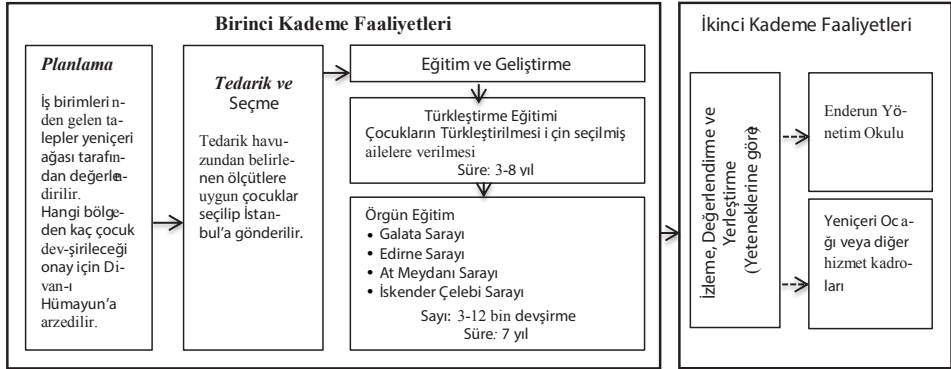 Birinci Kademe Faaliyetleri
Planlama
İş birimlerinden gelen ta-
lepler yeniçeri
ağası tarafın-
dan değerlen-
dirilir.
Hangi bölge-
den kaç çocuk
dev-şirileceği
onay için Di-
van-ı
Hümayun'a
arzedilir.
Tedarik ve
Seçme
Tedarik havu-
zundan belirle-
nen ölçütlere
uygun çocuklar
seçilip İstan-
bul'a gönderilir.
Eğitim ve Geliştirme
Türkleştirme Eğitimi
Çocukların Türkleştirilmesi için seçilmiş
ailelere verilmesi
Süre: 3-8 yıl
Örgün Eğitim
• Galata Sarayı
• Edirne Sarayı
• At Meydanı Sarayı
• İskender Çelebi Sarayı
Sayı: 3-12 bin devşirme
Süre: 7 yıl
İkinci Kademe Faaliyetleri
İzleme, Değerlendirme ve
Yerleştirme
(Yeteneklerine göre)
Enderun Yö-
netim Okulu
Yeniçeri Oca
ğı veya diğer
hizmet kadro-
ları